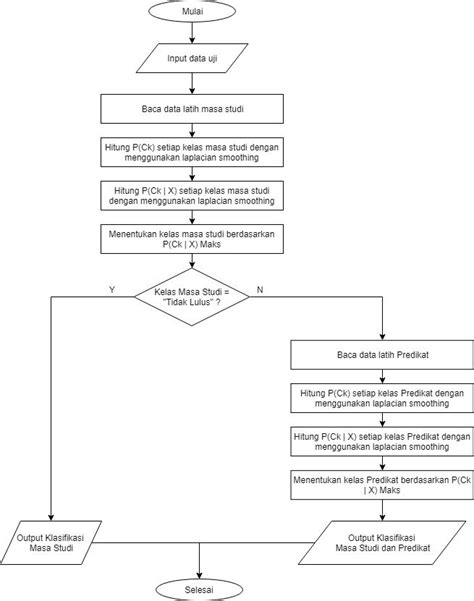 Mulai
Input data uji
Baca data latih masa studi
Hitung P(Ck) setiap kelas masa studi dengan
menggunakan laplacian smoothing
Hitung P(Ck | X) setiap kelas masa studi
dengan menggunakan laplacian smoothing
Menentukan kelas masa studi berdasarkan
P(Ck | X) Maks
Kelas Masa Studi =
"Tidak Lulus" ?
Y
N
Baca data latih Predikat
Hitung P(Ck) setiap kelas Predikat dengan
menggunakan laplacian smoothing
Hitung P(Ck | X) setiap kelas Predikat dengan
menggunakan laplacian smoothing
Menentukan kelas Predikat berdasarkan P(Ck
| X) Maks
Output Klasifikasi
Masa Studi
Output Klasifikasi
Masa Studi dan Predikat
Selesai